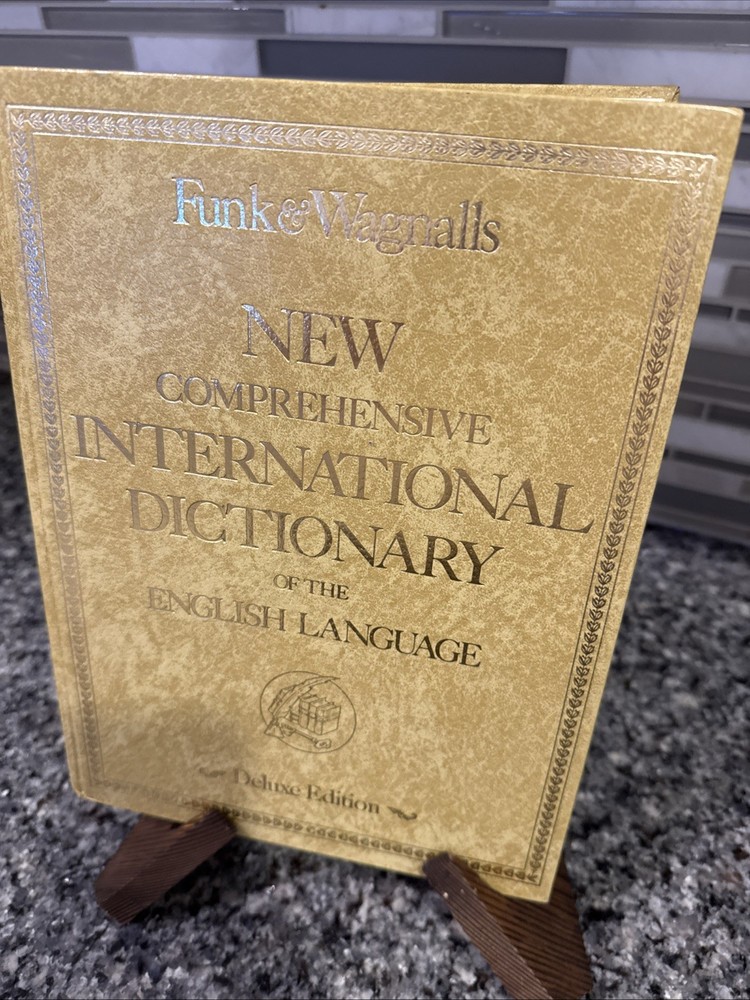 Funk & Wagnalls
NEW
COMPREHENSIVE
INTERNATIONAL
DICTIONARY
OF THE
ENGLISH LANGUAGE
Deluxe Edition